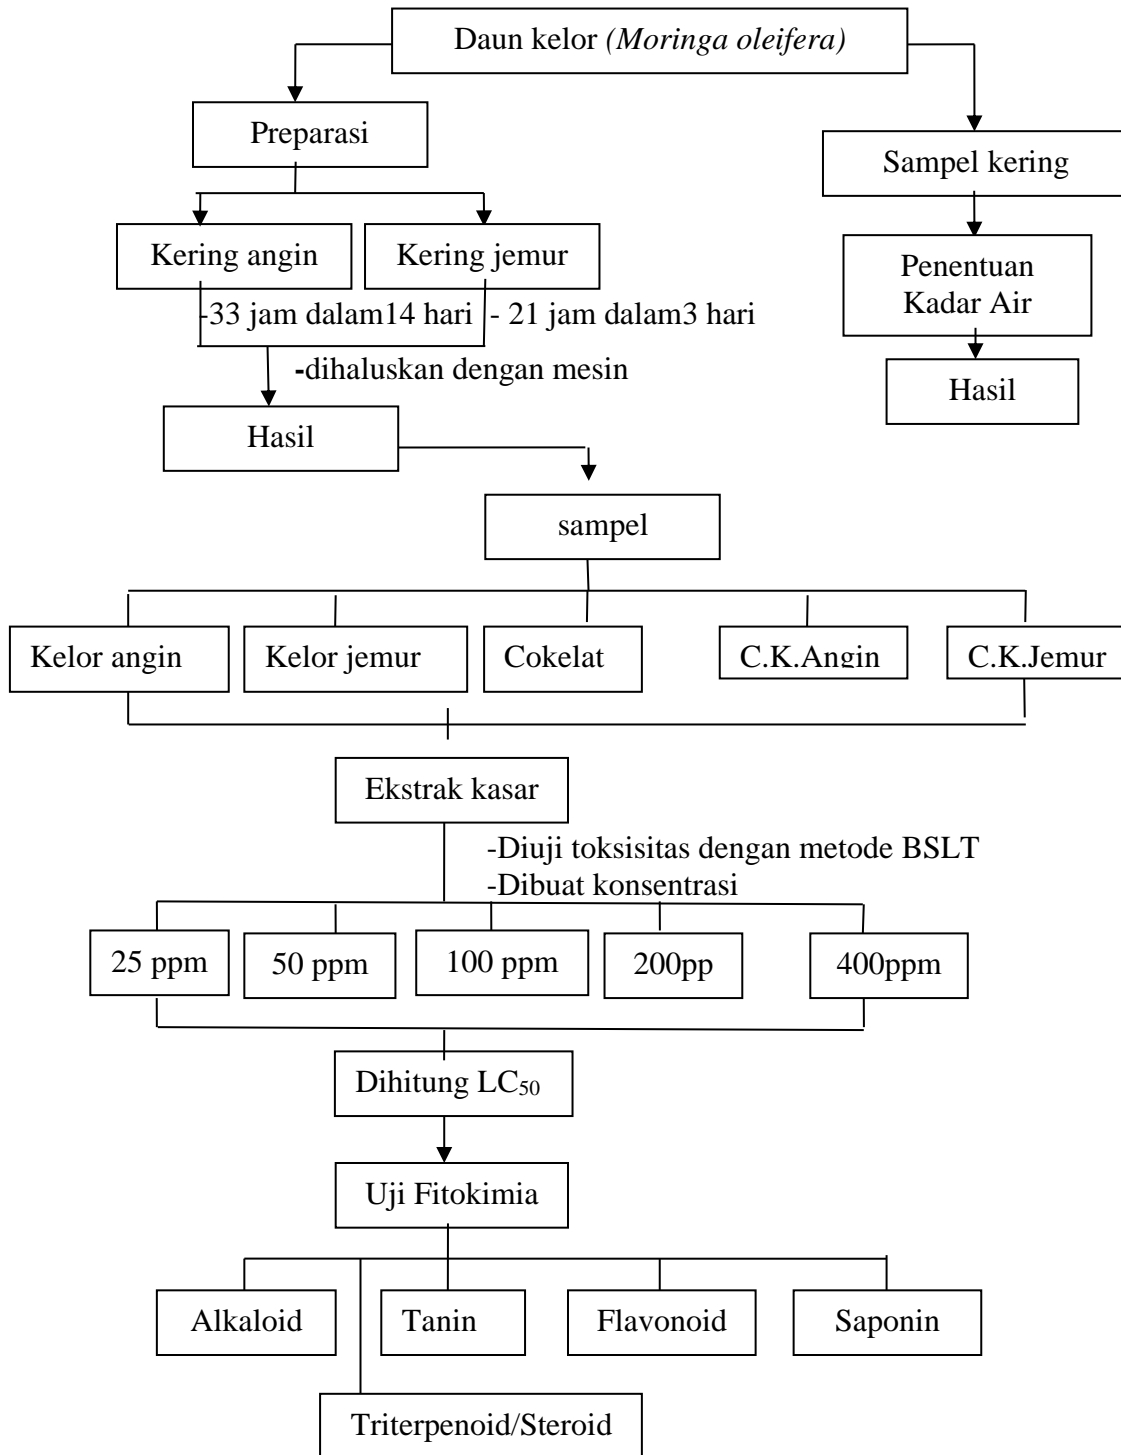 Daun kelor (Moringa oleifera)
Preparasi
Sampel kering
Kering angin
Kering jemur
Penentuan
Kadar Air
-33 jam dalam14 hari
- 21 jam dalam3 hari
-dihaluskan dengan mesin
Hasil
Hasil
sampel
Kelor angin
Kelor jemur
Cokelat
C.K.Angin
C.K.Jemur
Ekstrak kasar
-Diuji toksisitas dengan metode BSLT
-Dibuat konsentrasi
25 ppm
50 ppm
100 ppm
200pp
400ppm
Dihitung LC₅₀
Uji Fitokimia
Alkaloid
Tanin
Flavonoid
Saponin
Triterpenoid/Steroid